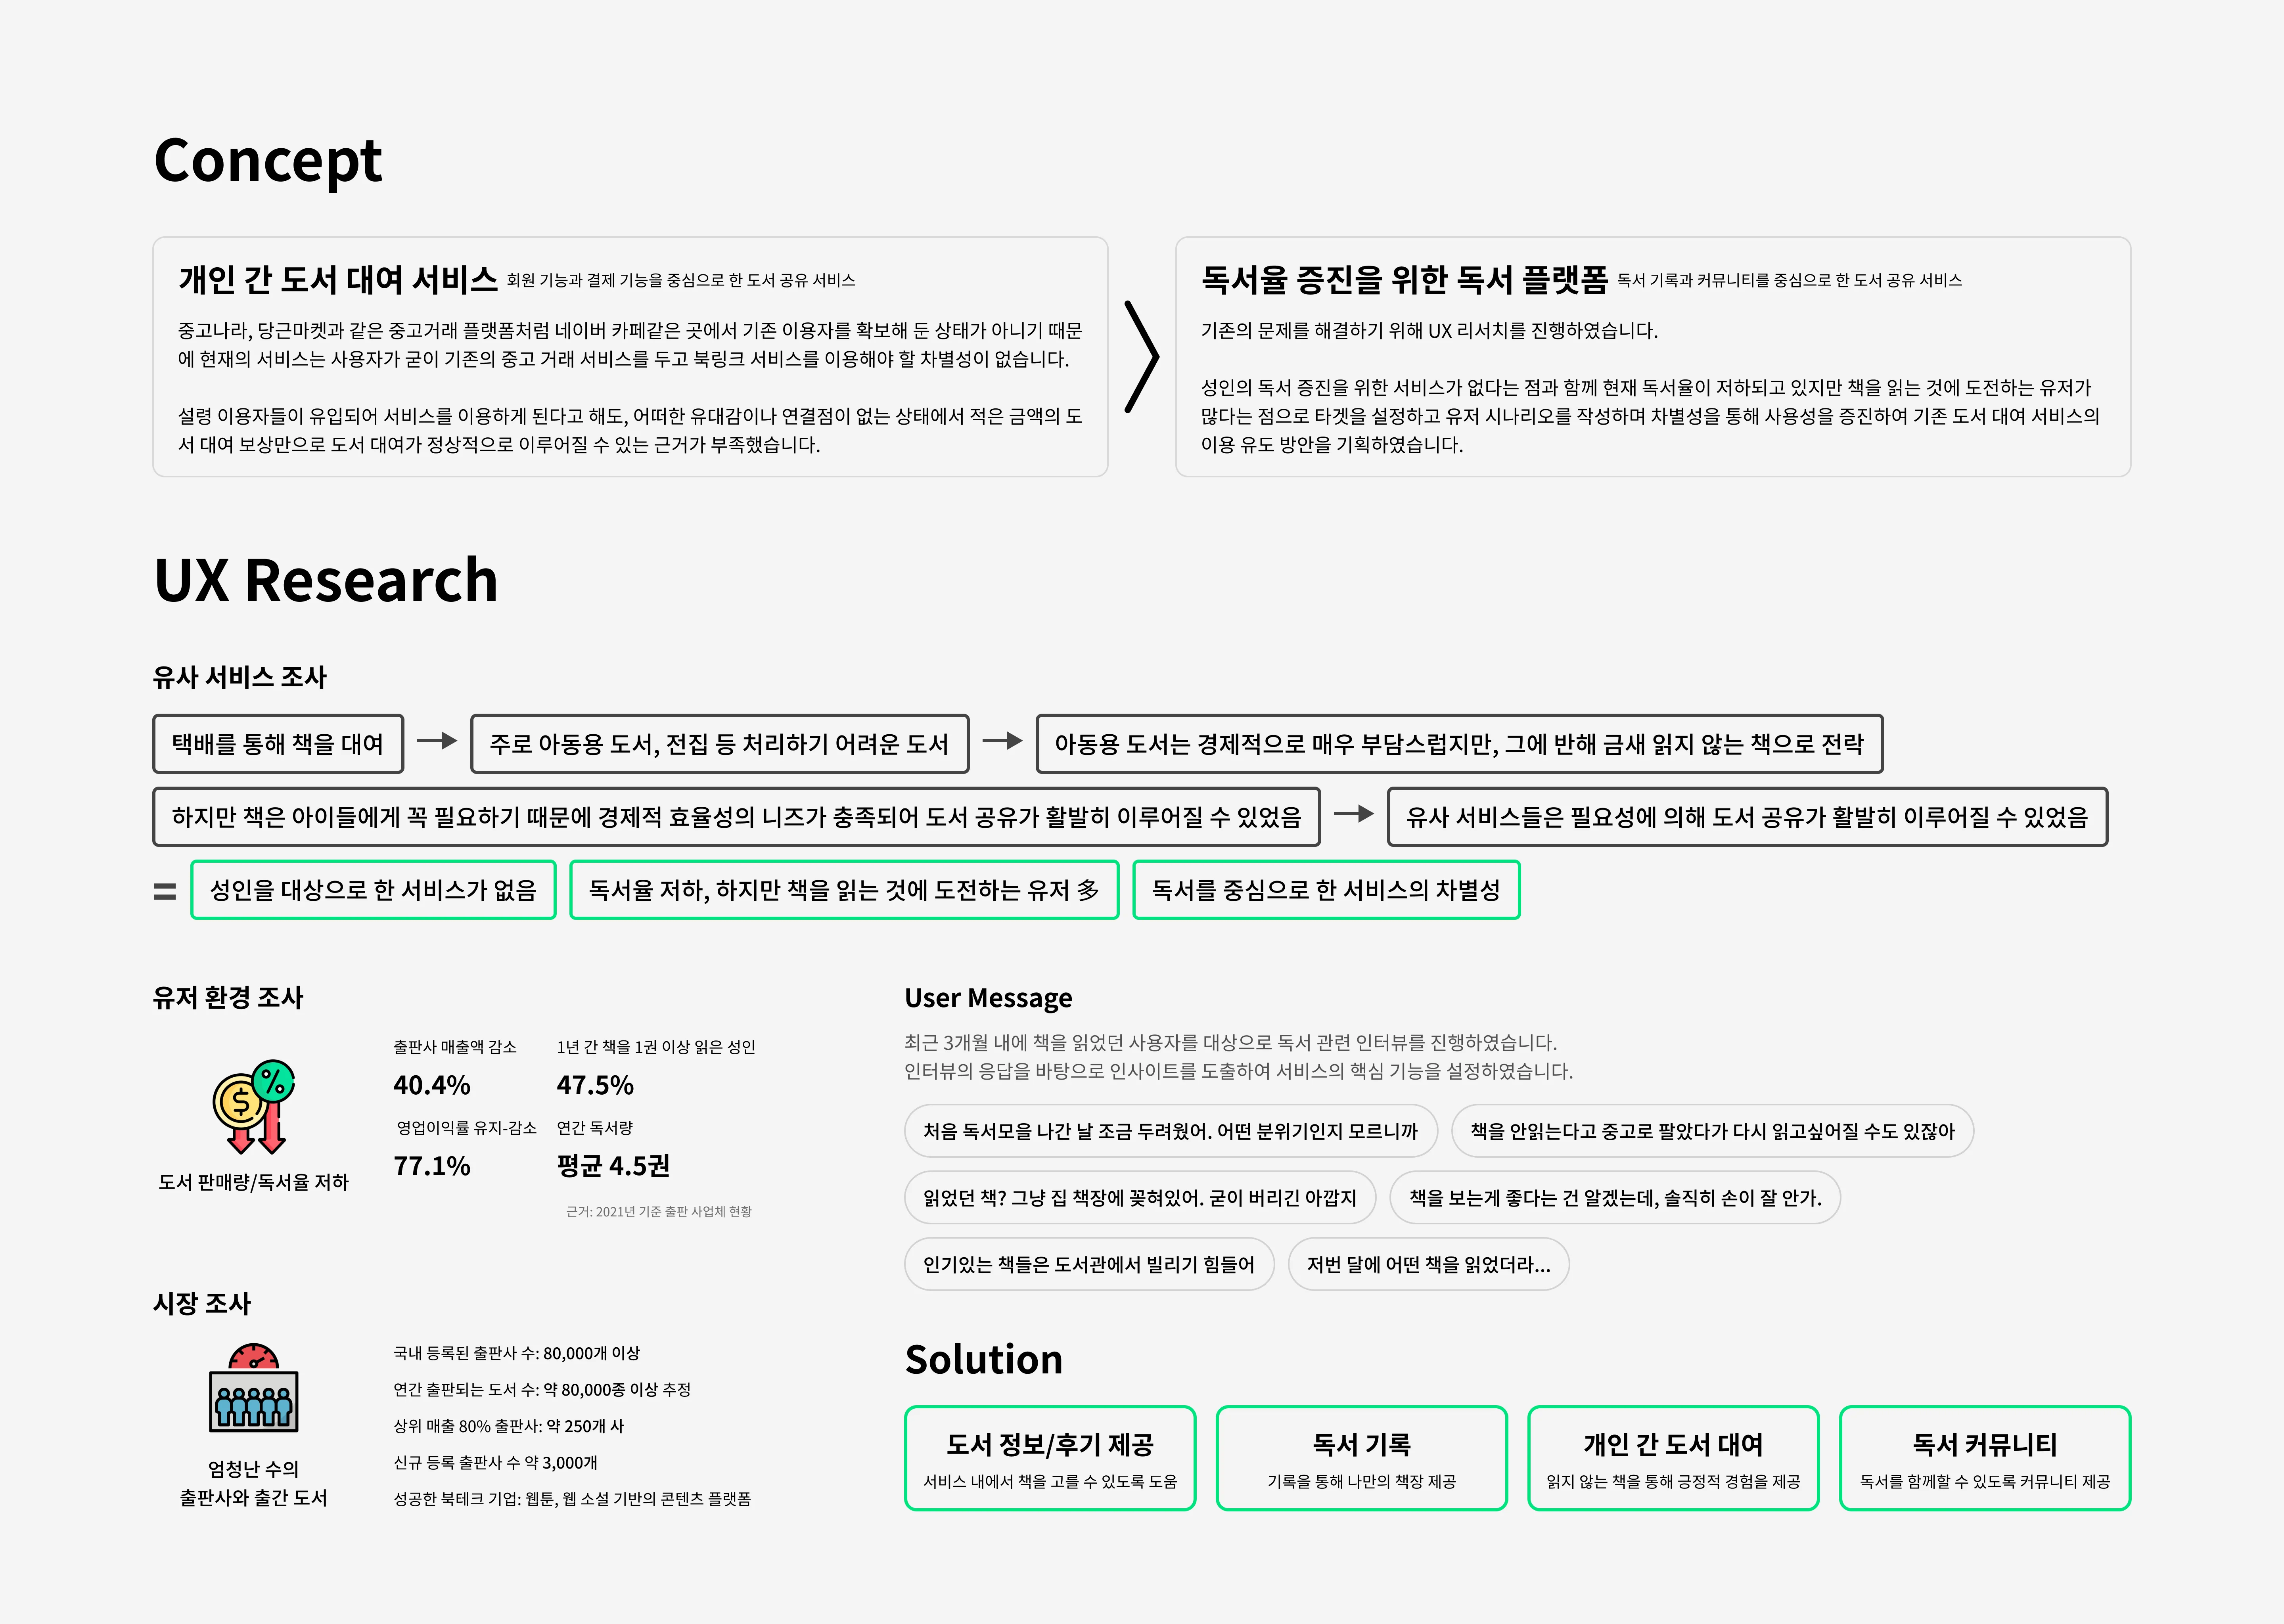 Concept
개인 간 도서 대여 서비스 회원 기능과 결제 기능을 중심으로 한 도서 공유 서비스
중고나라, 당근마켓과 같은 중고거래 플랫폼처럼 네이버 카페같은 곳에서 기존 이용자를 확보해 둔 상태가 아니기 때문
에 현재의 서비스는 사용자가 굳이 기존의 중고 거래 서비스를 두고 북링크 서비스를 이용해야 할 차별성이 없습니다.
설령 이용자들이 유입되어 서비스를 이용하게 된다고 해도, 어떠한 유대감이나 연결점이 없는 상태에서 적은 금액의 도
서 대여 보상만으로 도서 대여가 정상적으로 이루어질 수 있는 근거가 부족했습니다.
독서율 증진을 위한 독서 플랫폼 독서 기록과 커뮤니티를 중심으로 한 도서 공유 서비스
기존의 문제를 해결하기 위해 UX 리서치를 진행하였습니다.
성인의 독서 증진을 위한 서비스가 없다는 점과 함께 현재 독서율이 저하되고 있지만 책을 읽는 것에 도전하는 유저가
많다는 점으로 타겟을 설정하고 유저 시나리오를 작성하며 차별성을 통해 사용성을 증진하여 기존 도서 대여 서비스의
이용 유도 방안을 기획하였습니다.
UX Research
유사 서비스 조사
택배를 통해 책을 대여
주로 아동용 도서, 전집 등 처리하기 어려운 도서
아동용 도서는 경제적으로 매우 부담스럽지만, 그에 반해 금새 읽지 않는 책으로 전락
하지만 책은 아이들에게 꼭 필요하기 때문에 경제적 효율성의 니즈가 충족되어 도서 공유가 활발히 이루어질 수 있었음
유사 서비스들은 필요성에 의해 도서 공유가 활발히 이루어질 수 있었음
=
성인을 대상으로 한 서비스가 없음
독서율 저하, 하지만 책을 읽는 것에 도전하는 유저 多
독서를 중심으로 한 서비스의 차별성
유저 환경 조사
도서 판매량/독서율 저하
출판사 매출액 감소
40.4%
1년 간 책을 1권 이상 읽은 성인
47.5%
영업이익률 유지-감소
77.1%
연간 독서량
평균 4.5권
근거: 2021년 기준 출판 사업체 현황
시장 조사
엄청난 수의
출판사와 출간 도서
국내 등록된 출판사 수: 80,000개 이상
연간 출판되는 도서 수: 약 80,000종 이상 추정
상위 매출 80% 출판사: 약 250개 사
신규 등록 출판사 수 약 3,000개
성공한 북테크 기업: 웹툰, 웹 소설 기반의 콘텐츠 플랫폼
User Message
최근 3개월 내에 책을 읽었던 사용자를 대상으로 독서 관련 인터뷰를 진행하였습니다.
인터뷰의 응답을 바탕으로 인사이트를 도출하여 서비스의 핵심 기능을 설정하였습니다.
처음 독서모을 나간 날 조금 두려웠어. 어떤 분위기인지 모르니까
책을 안읽는다고 중고로 팔았다가 다시 읽고싶어질 수도 있잖아
읽었던 책? 그냥 집 책장에 꽂혀있어. 굳이 버리긴 아깝지
책을 보는게 좋다는 건 알겠는데, 솔직히 손이 잘 안가.
인기있는 책들은 도서관에서 빌리기 힘들어
저번 달에 어떤 책을 읽었더라...
Solution
도서 정보/후기 제공
서비스 내에서 책을 고를 수 있도록 도움
독서 기록
기록을 통해 나만의 책장 제공
개인 간 도서 대여
읽지 않는 책을 통해 긍정적 경험을 제공
독서 커뮤니티
독서를 함께할 수 있도록 커뮤니티 제공